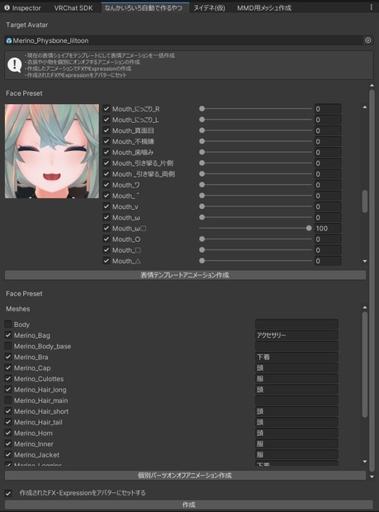 Inspector VRChat SDK なんかいろいろ自動で作るやつ ヌイデネ(仮) MMD用メッシュ作成
Target Avatar
Merino_Physbone_liltoon
-現在の表情シェイプをテンプレートにして表情アニメーションを一括作成
-衣装や小物を個別にオンオフするアニメーションの作成
-作成したアニメーションでFXやExpressionの作成
-作成されたFXやExpressionをアバターにセット
Face Preset
Mouth_にっこり_R 0
Mouth_にっこり_L 0
Mouth_真面目 0
Mouth_不機嫌 0
Mouth_歯噛み 0
Mouth_引き攣る_片側 0
Mouth_引き攣る_両側 0
Mouth_ワ 0
0
Mouth_v 0
Mouth_ω 0
Mouth_ω□ 100
Mouth_O 0
Mouth_□ 0
Mouth_△ 0
表情テンプレートアニメーション作成
Face Preset
Meshes
Body
Merino_Bag アクセサリー
Merino_Body_base
Merino_Bra 下着
Merino_Cap 頭
Merino_Culottes 服
Merino_Hair_long 頭
Merino_Hair_main
Merino_Hair_short 頭
Merino_Hair_tail 頭
Merino_Horn 頭
Merino_Inner 服
Merino_Jacket 服
下着
個別パーツオンオフアニメーション作成
作成されたFX・Expressionをアバターにセットする
作成